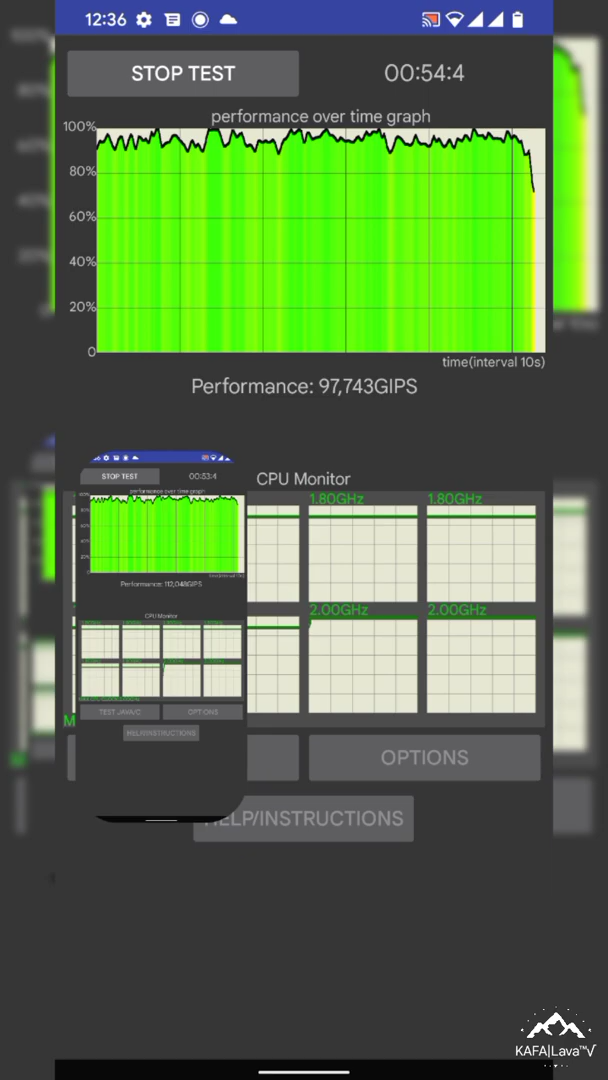 12:36
STOP TEST
00:54:4
performance over time graph
100%
80%
60%
40%
20%
0
time(interval 10s)
Performance: 97,743GIPS
CPU Monitor
1.80GHz
1.80GHz
2.00GHz
2.00GHz
M
OPTIONS
HELP/INSTRUCTIONS
STOP TEST
00:53:4
performance over time graph
Performance: 112,048GIPS
CPU Monitor
TEST JAVA/C
OPTIONS
HELP/INSTRUCTIONS
KAFA|Lava™√